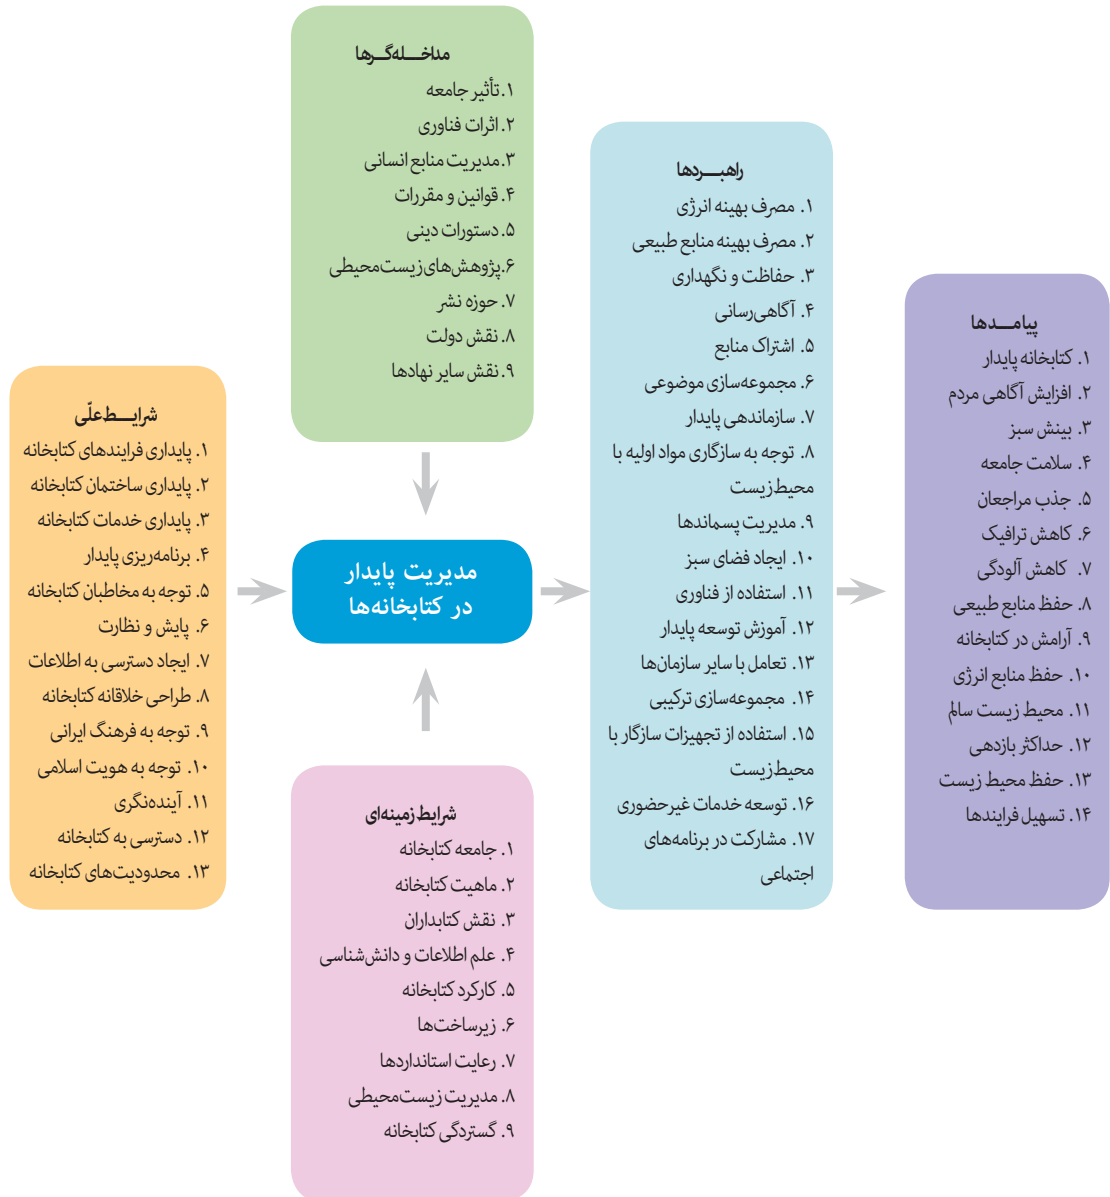 مداخله‌گرها
۱.تأثیر جامعه
۲. اثرات فناوری
۳. مدیریت منابع انسانی
۴. قوانین و مقررات
۵. دستورات دینی
۶.پژوهش‌های زیست‌محیطی
۷. حوزه نشر
۸. نقش دولت
۹. نقش سایر نهادها
شرایط علّی
۱. پایداری فرایندهای کتابخانه
۲. پایداری ساختمان کتابخانه
۳. پایداری خدمات کتابخانه
۴. برنامه‌ریزی پایدار
۵. توجه به مخاطبان کتابخانه
۶. پایش و نظارت
۷. ایجاد دسترسی به اطلاعات
۸. طراحی خلاقانه کتابخانه
۹. توجه به فرهنگ ایرانی
۱۰. توجه به هویت اسلامی
۱۱. آینده‌نگری
۱۲. دسترسی به کتابخانه
۱۳. محدودیت‌های کتابخانه
مدیریت پایدار
در کتابخانه‌ها
شرایط زمینه‌ای
۱. جامعه کتابخانه
۲. ماهیت کتابخانه
۳. نقش کتابداران
۴. علم اطلاعات و دانش‌شناسی
۵. کارکرد کتابخانه
۶. زیرساخت‌ها
۷. رعایت استانداردها
۸. مدیریت زیست‌محیطی
۹. گستردگی کتابخانه
راهبردها
۱. مصرف بهینه انرژی
۲. مصرف بهینه منابع طبیعی
۳. حفاظت و نگهداری
۴. آگاهی‌رسانی
۵. اشتراک منابع
۶. مجموعه‌سازی موضوعی
۷. سازماندهی پایدار
۸. توجه به سازگاری مواد اولیه با
محیط‌زیست
۹. مدیریت پسماندها
۱۰. ایجاد فضای سبز
۱۱. استفاده از فناوری
۱۲. آموزش توسعه پایدار
۱۳. تعامل با سایر سازمان‌ها
۱۴. مجموعه‌سازی ترکیبی
۱۵. استفاده از تجهیزات سازگار با
محیط‌زیست
۱۶. توسعه خدمات غیرحضوری
۱۷. مشارکت در برنامه‌های
اجتماعی
پیامدها
۱. کتابخانه پایدار
۲. افزایش آگاهی مردم
۳. بینش سبز
۴. سلامت جامعه
۵. جذب مراجعان
۶. کاهش ترافیک
۷. کاهش آلودگی
۸. حفظ منابع طبیعی
۹. آرامش در کتابخانه
۱۰. حفظ منابع انرژی
۱۱. محیط زیست سالم
۱۲. حداکثر بازدهی
۱۳. حفظ محیط زیست
۱۴. تسهیل فرایندها